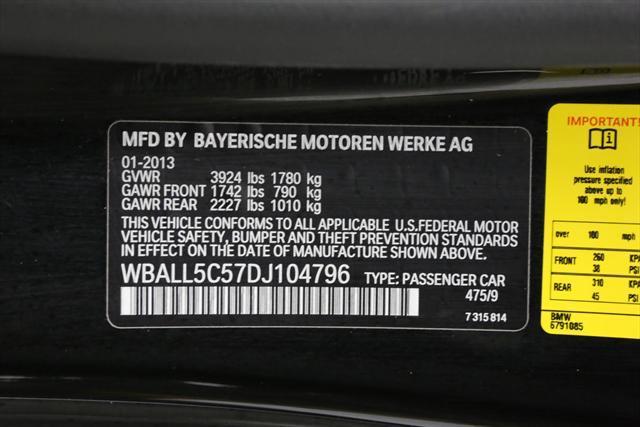 MFD BY BAYERISCHE MOTOREN WERKE AG
01-2013
GVWR 3924 lbs 1780 kg
GAWR FRONT 1742 lbs 790 kg
GAWR REAR 2227 lbs 1010 kg
THIS VEHICLE CONFORMS TO ALL APPLICABLE U.S.FEDERAL MOTOR
VEHICLE SAFETY, BUMPER AND THEFT PREVENTION STANDARDS
IN EFFECT ON THE DATE OF MANUFACTURE SHOWN ABOVE.
WBALL5C57DJ104796 TYPE: PASSENGER CAR
475/9
7 315 814
IMPORTANT!
Use inflation
pressure specified
above up to
100 mph only!
over 100 mph
FRONT 260 KPA
38 PSI
REAR 310 KPA
45 PSI
BMW
6791085